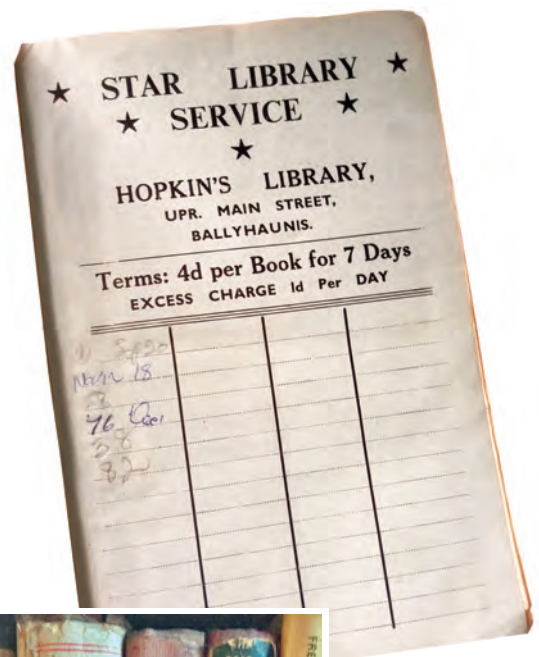 ★ STAR LIBRARY ★
★ SERVICE ★
★
HOPKIN'S LIBRARY,
UPR. MAIN STREET,
BALLYHAUNIS.
Terms: 4d per Book for 7 Days
EXCESS CHARGE 1d Per DAY
18
76
38
82
FRE